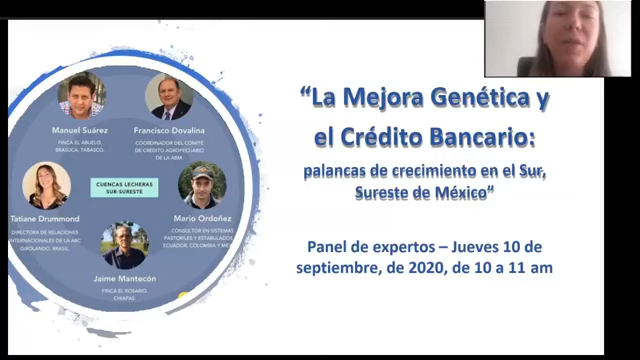 “La Mejora Genética y
el Crédito Bancario:
palancas de crecimiento en el Sur,
Sureste de México”
Panel de expertos – Jueves 10 de
septiembre, de 2020, de 10 a 11 am
Manuel Suárez
FINCA EL ABUELO,
BRASUCA, TABASCO.
Francisco Dovalina
COORDINADOR DEL COMITÉ
DE CRÉDITO AGROPECUARIO
DE LA ABM.
CUENCAS LECHERAS
SUR-SURESTE
Tatiane Drummond
DIRECTORA DE RELACIONES
INTERNACIONALES DE LA ABC
GIROLANDO, BRASIL.
Mario Ordoñez
CONSULTOR EN SISTEMAS
PASTORILES Y ESTABULADOS
ECUADOR, COLOMBIA Y
Jaime Mantecón
FINCA EL ROSARIO,
CHIAPAS.